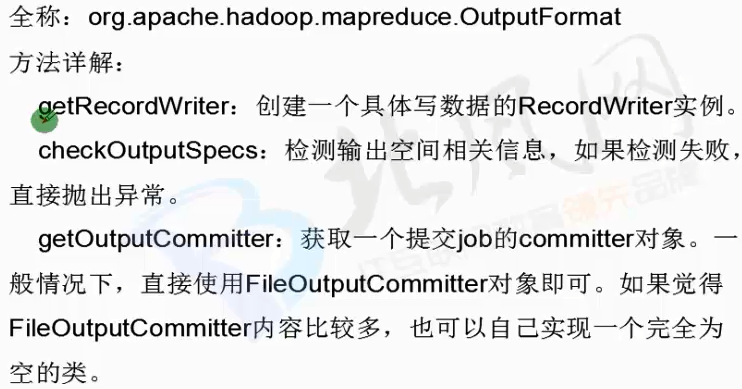 全称：org.apache.hadoop.mapreduce.OutputFormat
方法详解：
getRecordWriter：创建一个具体写数据的RecordWriter实例。
checkOutputSpecs：检测输出空间相关信息，如果检测失败，
直接抛出异常。
getOutputCommitter：获取一个提交job的committer对象。一
般情况下，直接使用FileOutputCommitter对象即可。如果觉得
FileOutputCommitter内容比较多，也可以自己实现一个完全为
空的类。
北风网